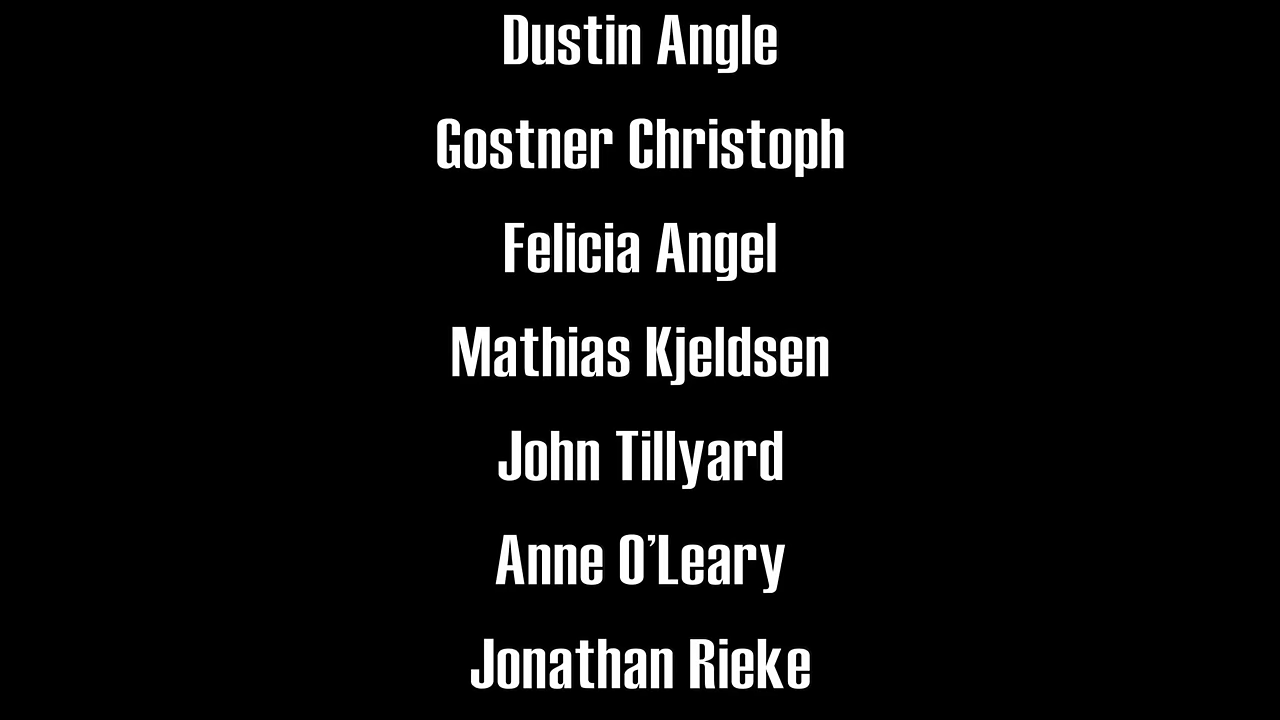 Dustin Angle
Gostner Christoph
Felicia Angel
Mathias Kjeldsen
John Tillyard
Anne O’Leary
Jonathan Rieke